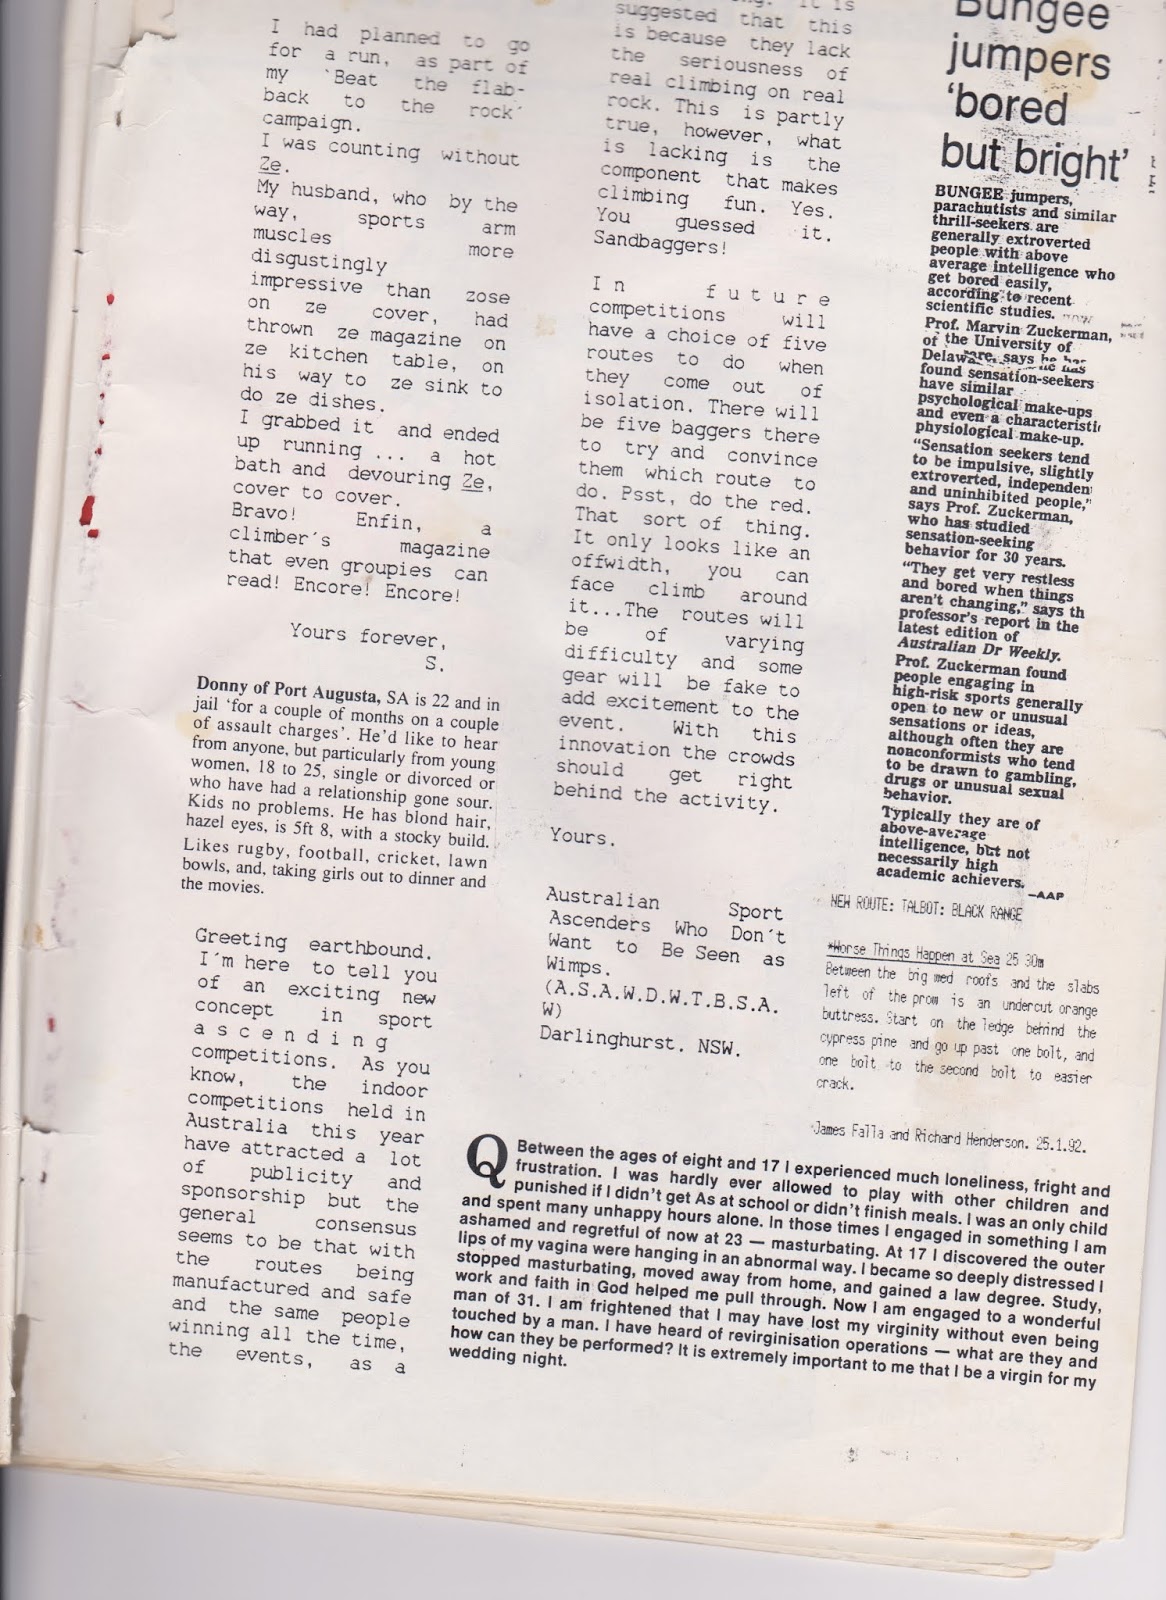 I had planned to go
for a run, as part of
my `Beat the flab-
back to the rock´
campaign.
I was counting without
Ze.
My husband, who by the
way, sports arm
muscles more
disgustingly
impressive than zose
on ze cover, had
thrown ze magazine on
ze kitchen table, on
his way to ze sink to
do ze dishes.
I grabbed it and ended
up running ... a hot
bath and devouring Ze,
cover to cover.
Bravo! Enfin, a
climber´s magazine
that even groupies can
read! Encore! Encore!
Yours forever,
S.
Donny of Port Augusta, SA is 22 and in
jail ‘for a couple of months on a couple
of assault charges’. He’d like to hear
from anyone, but particularly from young
women, 18 to 25, single or divorced or
who have had a relationship gone sour.
Kids no problems. He has blond hair,
hazel eyes, is 5ft 8, with a stocky build.
Likes rugby, football, cricket, lawn
bowls, and, taking girls out to dinner and
the movies.
Greeting earthbound.
I´m here to tell you
of an exciting new
concept in sport
a s c e n d i n g
competitions. As you
know, the indoor
competitions held in
Australia this year
have attracted a lot
of publicity and
sponsorship but the
general consensus
seems to be that with
the routes being
manufactured and safe
and the same people
winning all the time,
the events, as a
It is
suggested that this
is because they lack
the seriousness of
real climbing on real
rock. This is partly
true, however, what
is lacking is the
component that makes
climbing fun. Yes.
You guessed it.
Sandbaggers!
I n f u t u r e
competitions will
have a choice of five
routes to do when
they come out of
isolation. There will
be five baggers there
to try and convince
them which route to
do. Psst, do the red.
That sort of thing.
It only looks like an
offwidth, you can
face climb around
it...The routes will
be of varying
difficulty and some
gear will be fake to
add excitement to the
event. With this
innovation the crowds
should get right
behind the activity.
Yours.
Australian Sport
Ascenders Who Don´t
Want to Be Seen as
Wimps.
(A.S.A.W.D.W.T.B.S.A.
W)
Darlinghurst. NSW.
Bungee
jumpers
‘bored
but bright’
BUNGEE jumpers,
parachutists and similar
thrill-seekers are
generally extroverted
people with above
average intelligence who
get bored easily,
according to recent
scientific studies.
Prof. Marvin Zuckerman,
of the University of
Delaware, says he has
found sensation-seekers
have similar
psychological make-ups
and even a characteristic
physiological make-up.
“Sensation seekers tend
to be impulsive, slightly
extroverted, independent
and uninhibited people,”
says Prof. Zuckerman,
who has studied
sensation-seeking
behavior for 30 years.
“They get very restless
and bored when things
aren’t changing,” says th
professor’s report in the
latest edition of
Australian Dr Weekly.
Prof. Zuckerman found
people engaging in
high-risk sports generally
open to new or unusual
sensations or ideas,
although often they are
nonconformists who tend
to be drawn to gambling,
drugs or unusual sexual
behavior.
Typically they are of
above-average
intelligence, but not
necessarily high
academic achievers.
—AAP
NEW ROUTE: TALBOT: BLACK RANGE
*Worse Things Happen at Sea 25 30m
Between the big med roofs and the slabs
left of the prom is an undercut orange
buttress. Start on the ledge behind the
cypress pine and go up past one bolt, and
one bolt to the second bolt to easier
crack.
James Falla and Richard Henderson. 25.1.92.
Q Between the ages of eight and 17 I experienced much loneliness, fright and
frustration. I was hardly ever allowed to play with other children and
punished if I didn’t get As at school or didn’t finish meals. I was an only child
and spent many unhappy hours alone. In those times I engaged in something I am
ashamed and regretful of now at 23 — masturbating. At 17 I discovered the outer
lips of my vagina were hanging in an abnormal way. I became so deeply distressed I
stopped masturbating, moved away from home, and gained a law degree. Study,
work and faith in God helped me pull through. Now I am engaged to a wonderful
man of 31. I am frightened that I may have lost my virginity without even being
touched by a man. I have heard of revirginisation operations — what are they and
how can they be performed? It is extremely important to me that I be a virgin for my
wedding night.